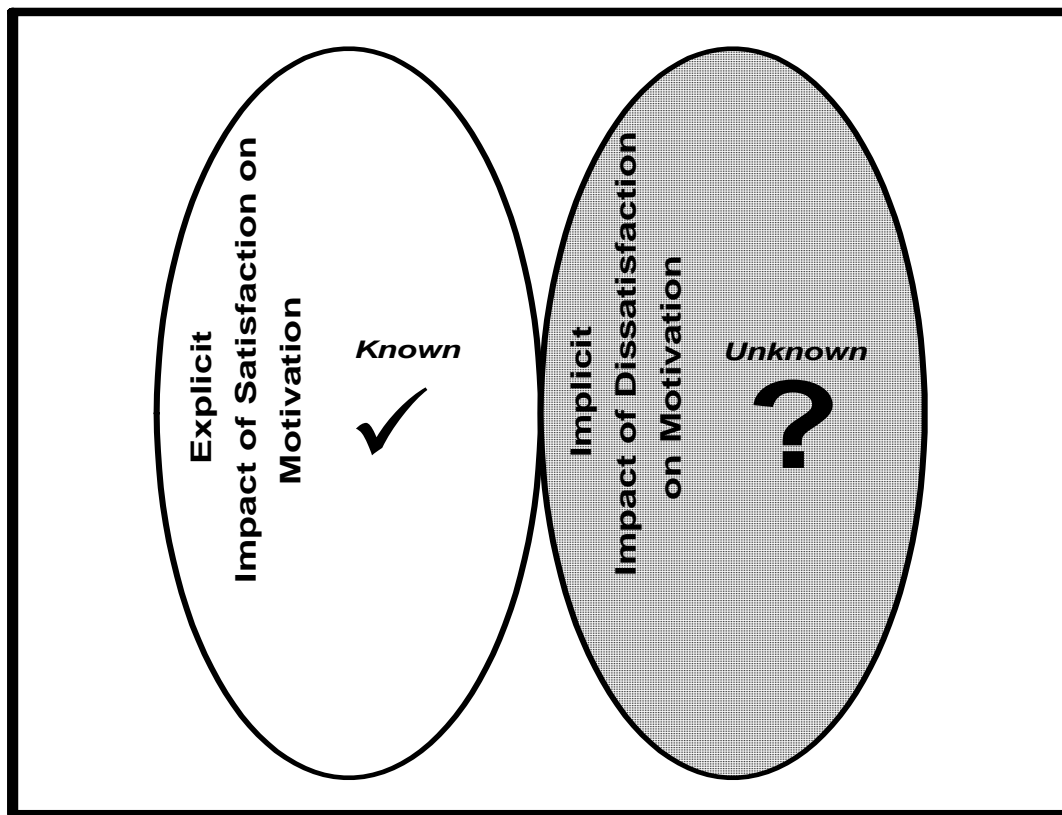 Explicit
Impact of Satisfaction on
Motivation
Known
Implicit
Impact of Dissatisfaction
on Motivation
Unknown
?